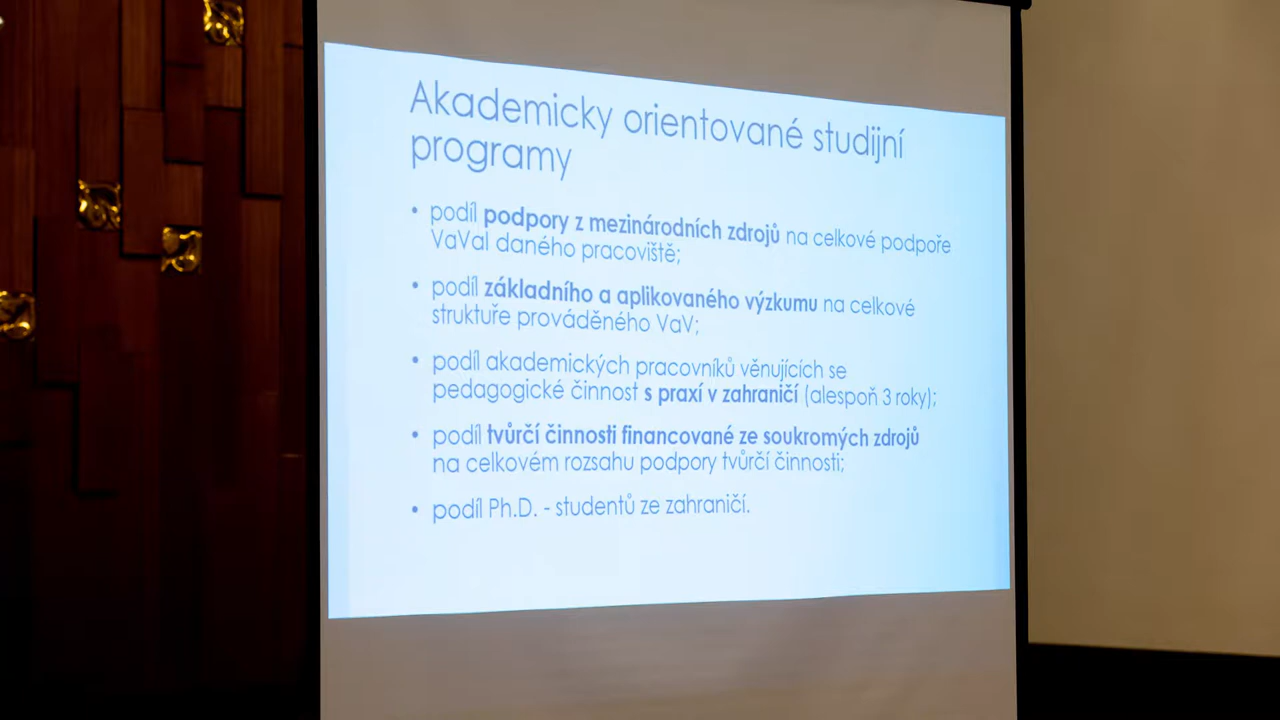 Akademicky orientované studijní
programy
• podíl podpory z mezinárodních zdrojů na celkové podpoře
VaVaI daného pracoviště;
• podíl základního a aplikovaného výzkumu na celkové
struktuře prováděného VaV;
• podíl akademických pracovníků věnujících se
pedagogické činnost s praxí v zahraničí (alespoň 3 roky);
• podíl tvůrčí činnosti financované ze soukromých zdrojů
na celkovém rozsahu podpory tvůrčí činnosti;
• podíl Ph.D. - studentů ze zahraničí.